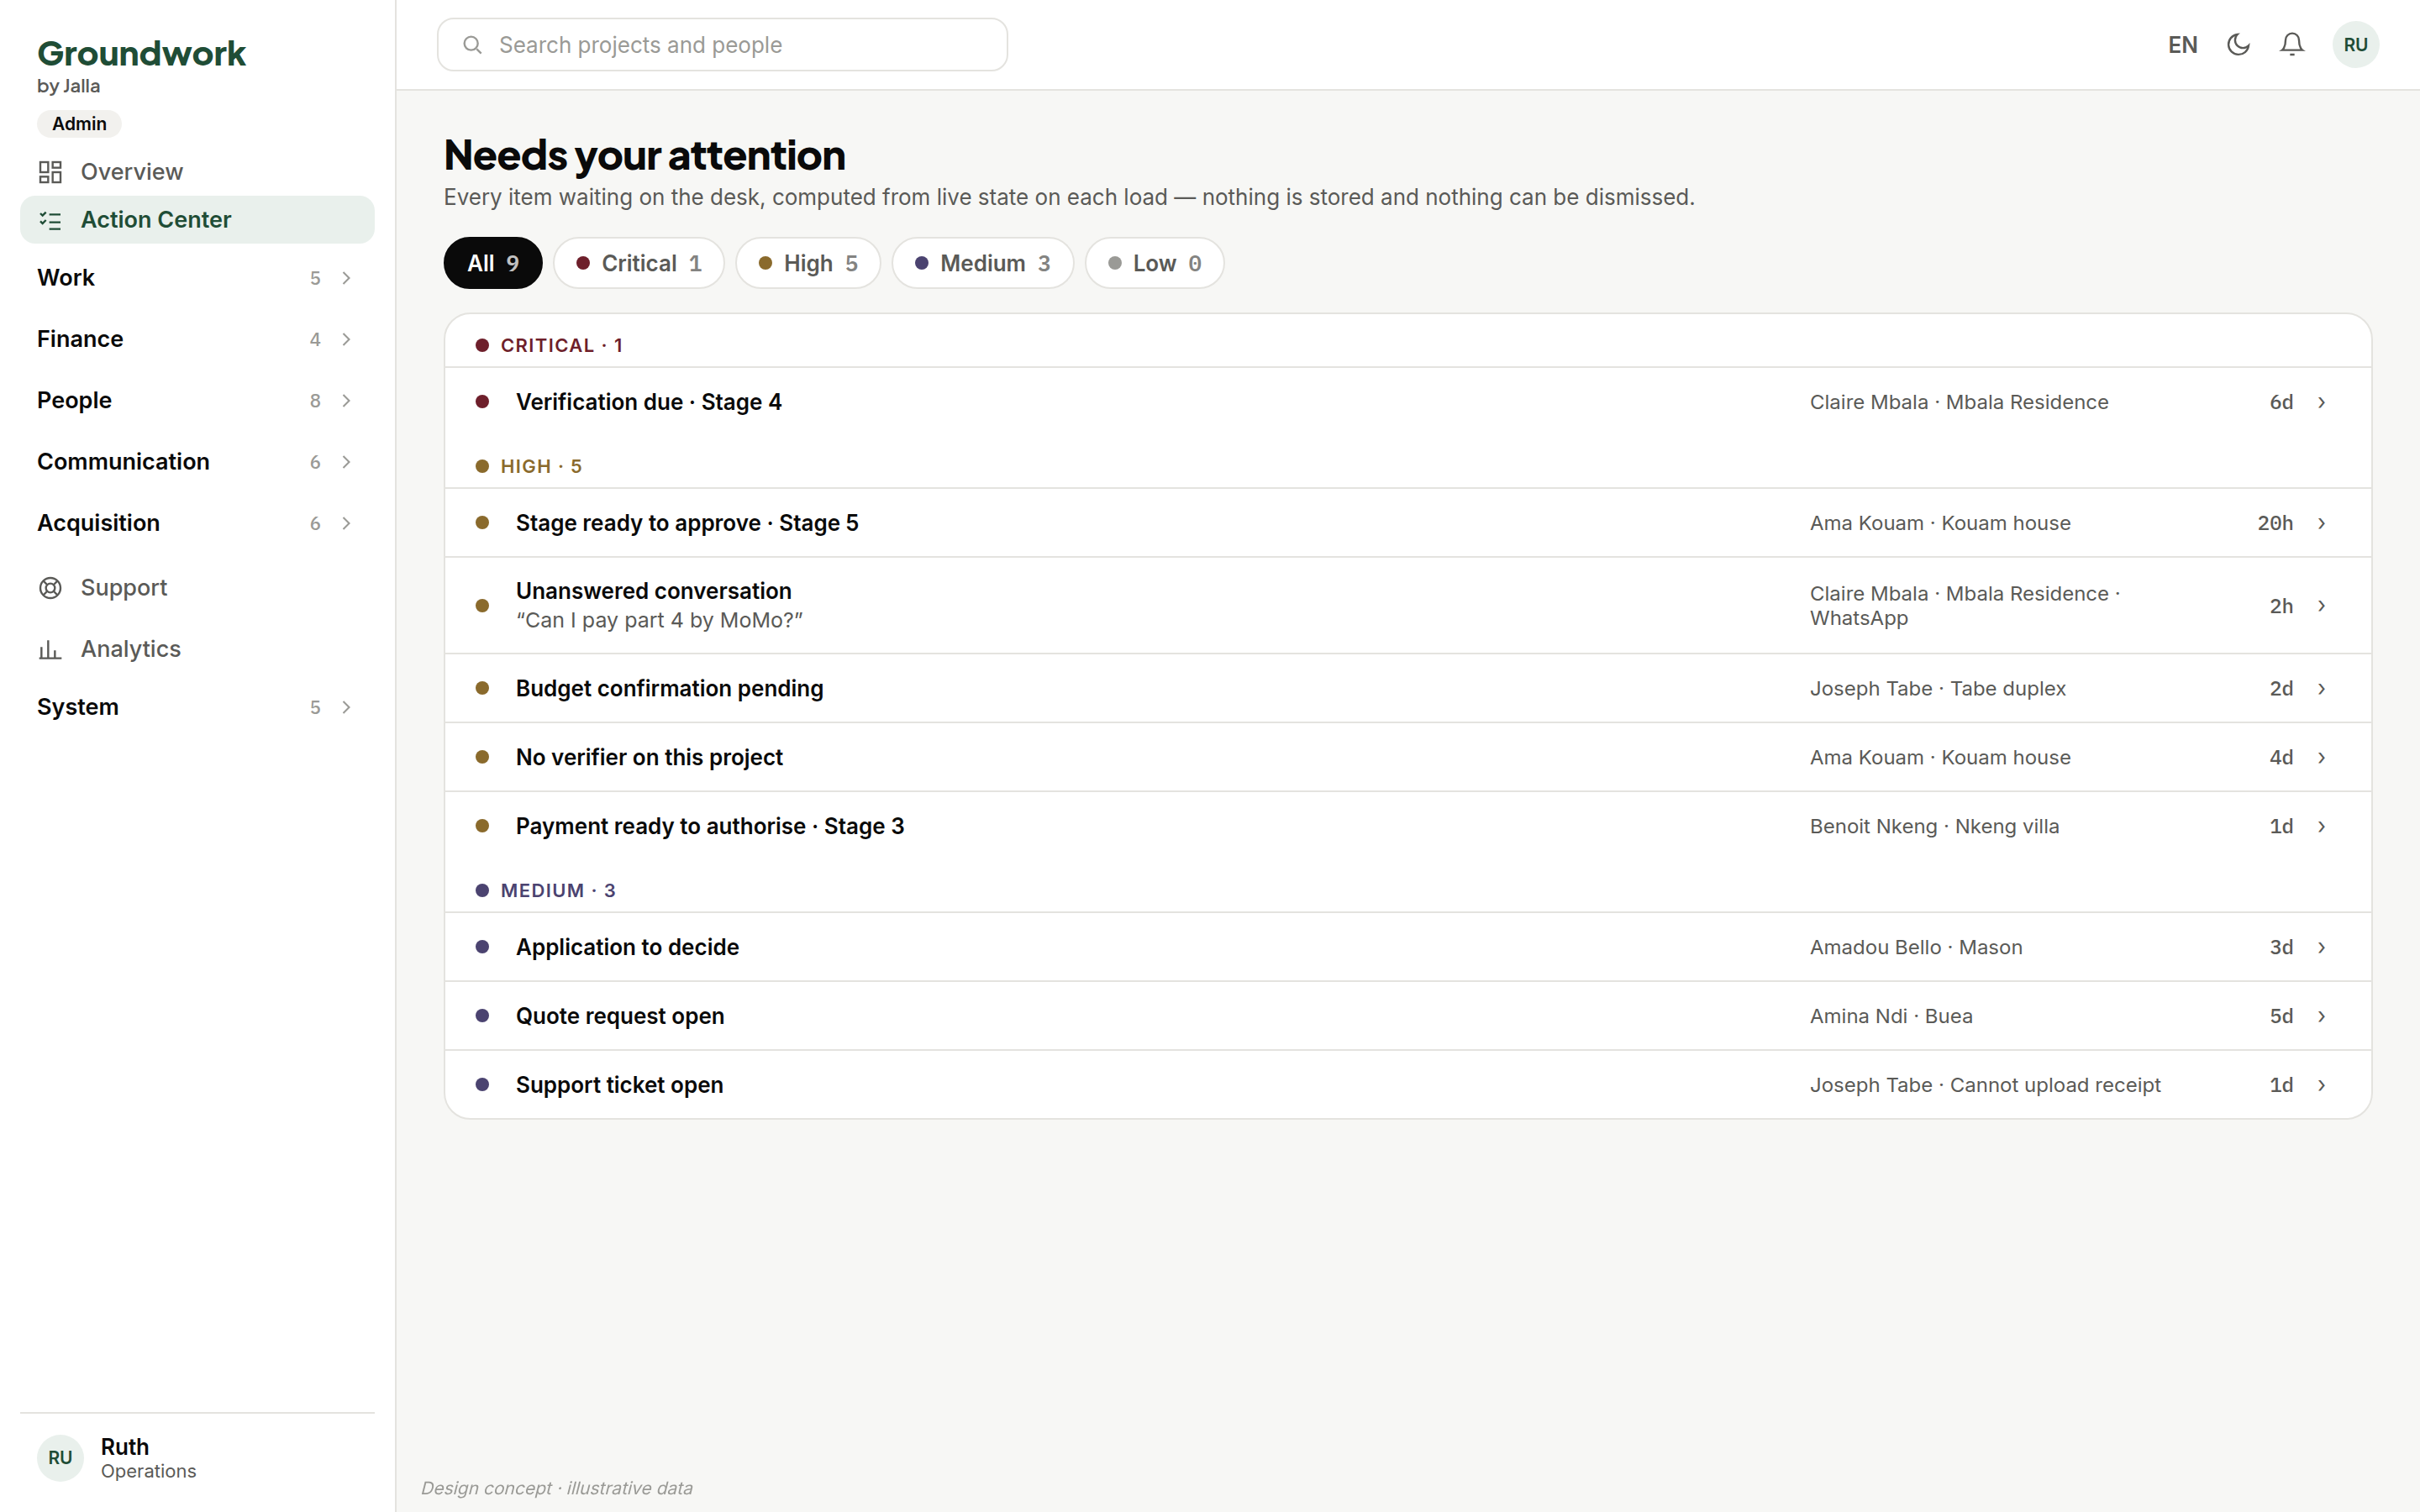 Groundwork
by Jalla
Admin
Overview
Action Center
Work 5
Finance 4
People 8
Communication 6
Acquisition 6
Support
Analytics
System 5
RU
Ruth
Operations
Search projects and people
EN
RU
Needs your attention
Every item waiting on the desk, computed from live state on each load — nothing is stored and nothing can be dismissed.
All 9
Critical 1
High 5
Medium 3
Low 0
CRITICAL · 1
Verification due · Stage 4
Claire Mbala · Mbala Residence
6d
HIGH · 5
Stage ready to approve · Stage 5
Ama Kouam · Kouam house
20h
Unanswered conversation
“Can I pay part 4 by MoMo?”
Claire Mbala · Mbala Residence ·
WhatsApp
2h
Budget confirmation pending
Joseph Tabe · Tabe duplex
2d
No verifier on this project
Ama Kouam · Kouam house
4d
Payment ready to authorise · Stage 3
Benoit Nkeng · Nkeng villa
1d
MEDIUM · 3
Application to decide
Amadou Bello · Mason
3d
Quote request open
Amina Ndi · Buea
5d
Support ticket open
Joseph Tabe · Cannot upload receipt
1d
Design concept · illustrative data